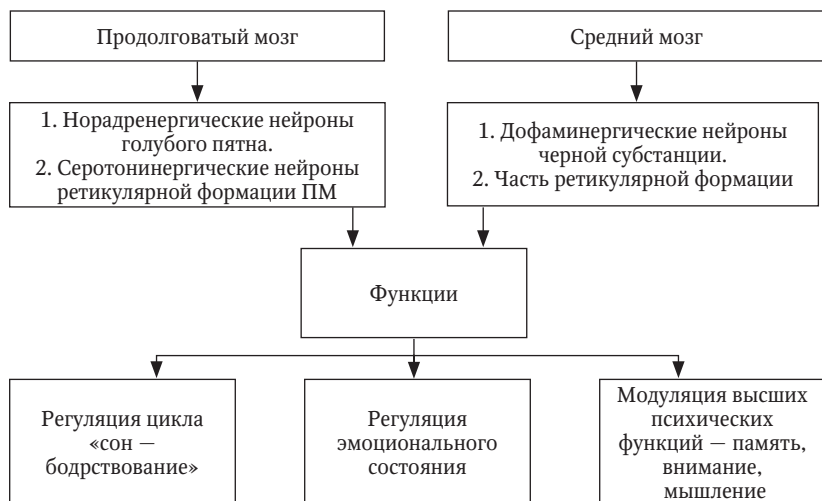 Продолговатый мозг
Средний мозг
1. Норадренергические нейроны
голубого пятна.
2. Серотонинергические нейроны
ретикулярной формации ПМ
1. Дофаминергические нейроны
черной субстанции.
2. Часть ретикулярной формации
Функции
Регуляция цикла
«сон —
бодрствование»
Регуляция
эмоционального
состояния
Модуляция высших
психических
функций — память,
внимание,
мышление